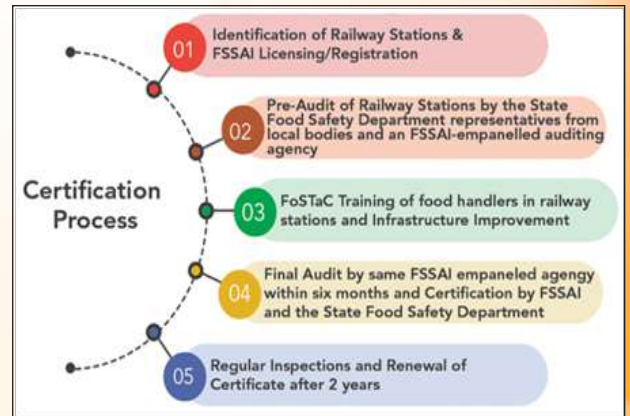 Certification
Process
01
Identification of Railway Stations &
FSSAI Licensing/Registration
02
Pre-Audit of Railway Stations by the State
Food Safety Department representatives from
local bodies and an FSSAI-empanelled auditing
agency
03
FoSTaC Training of food handlers in railway
stations and Infrastructure Improvement
04
Final Audit by same FSSAI empaneled agengy
within six months and Certification by FSSAI
and the State Food Safety Department
05
Regular Inspections and Renewal of
Certificate after 2 years